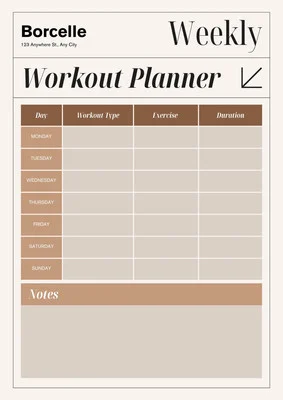 Borcelle
123 Anywhere St., Any City
Weekly
Workout Planner
Day Workout Type Exercise Duration
MONDAY
TUESDAY
WEDNESDAY
THURSDAY
FRIDAY
SATURDAY
SUNDAY
Notes